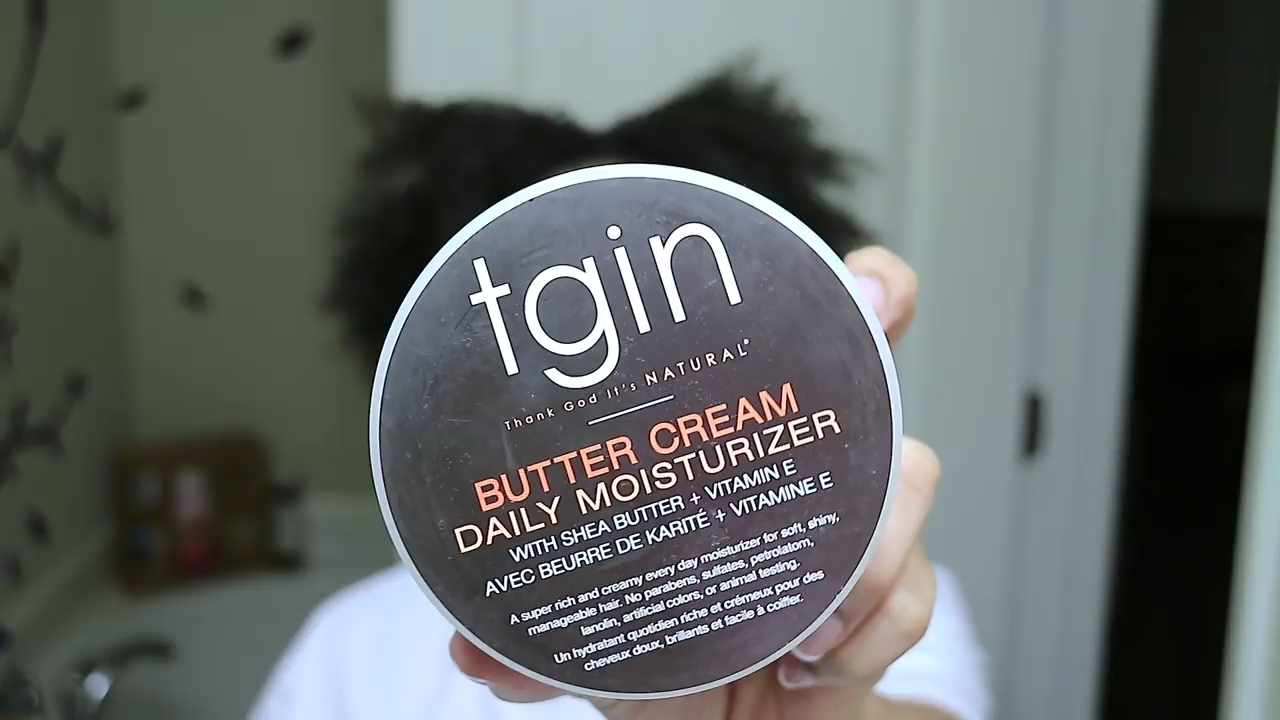 tgin
Thank God It's NATURAL®
BUTTER CREAM
DAILY MOISTURIZER
WITH SHEA BUTTER + VITAMIN E
AVEC BEURRE DE KARITÉ + VITAMINE E
A super rich and creamy every day moisturizer for soft, shiny,
manageable hair. No parabens, sulfates, petrolatom,
lanolin, artificial colors, or animal testing.
Un hydratant quotidien riche et crémeux pour des
cheveux doux, brillants et facile à coiffer.